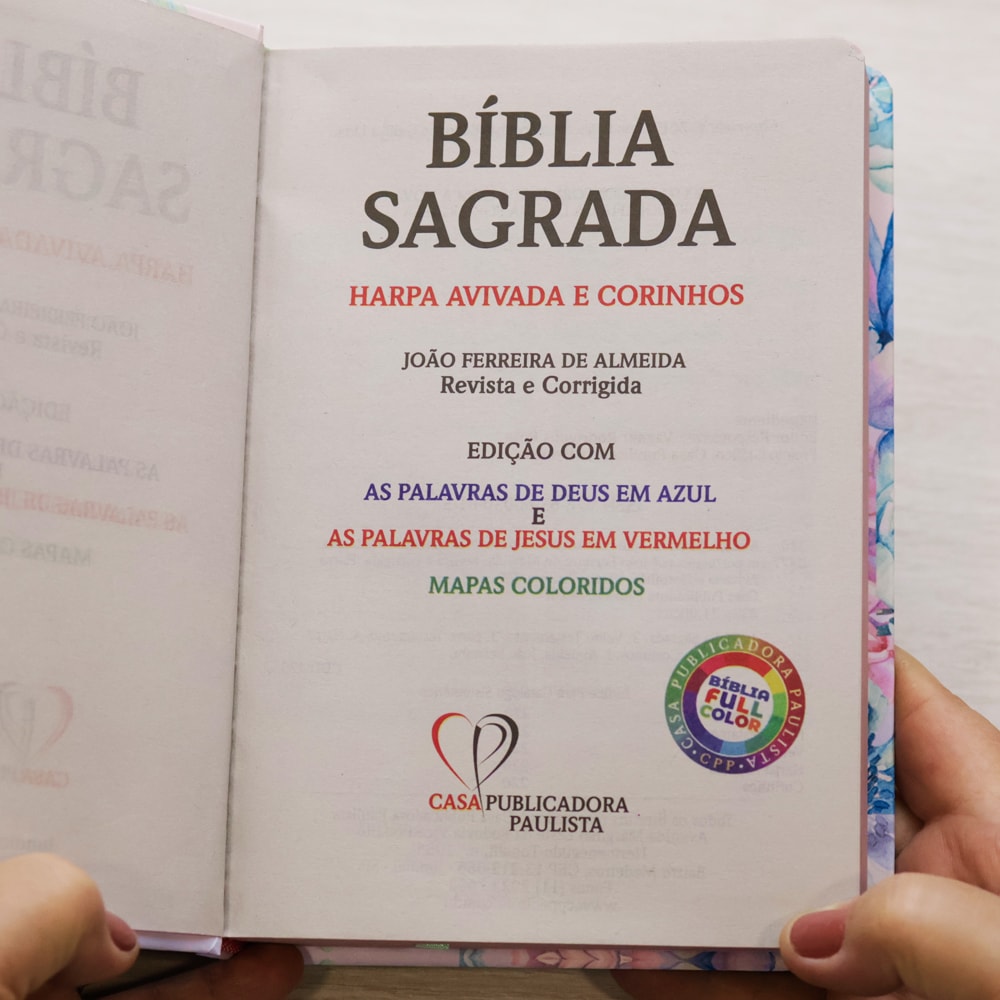 BÍBLIA
SAGRADA
HARPA AVIVADA E CORINHOS
JOÃO FERREIRA DE ALMEIDA
Revista e Corrigida
EDIÇÃO COM
AS PALAVRAS DE DEUS EM AZUL
E
AS PALAVRAS DE JESUS EM VERMELHO
MAPAS COLORIDOS
CASA PUBLICADORA PAULISTA
• CPP •
BÍBLIA
FULL
COLOR
CASA PUBLICADORA
PAULISTA